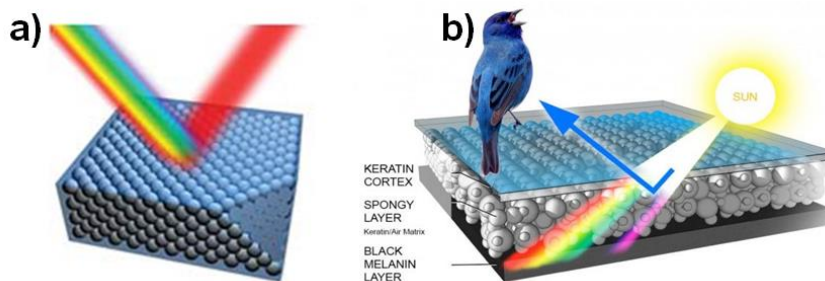 a)
b)
SUN
KERATIN
CORTEX
SPONGY
LAYER
Keratin/Air Matrix
BLACK
MELANIN
LAYER